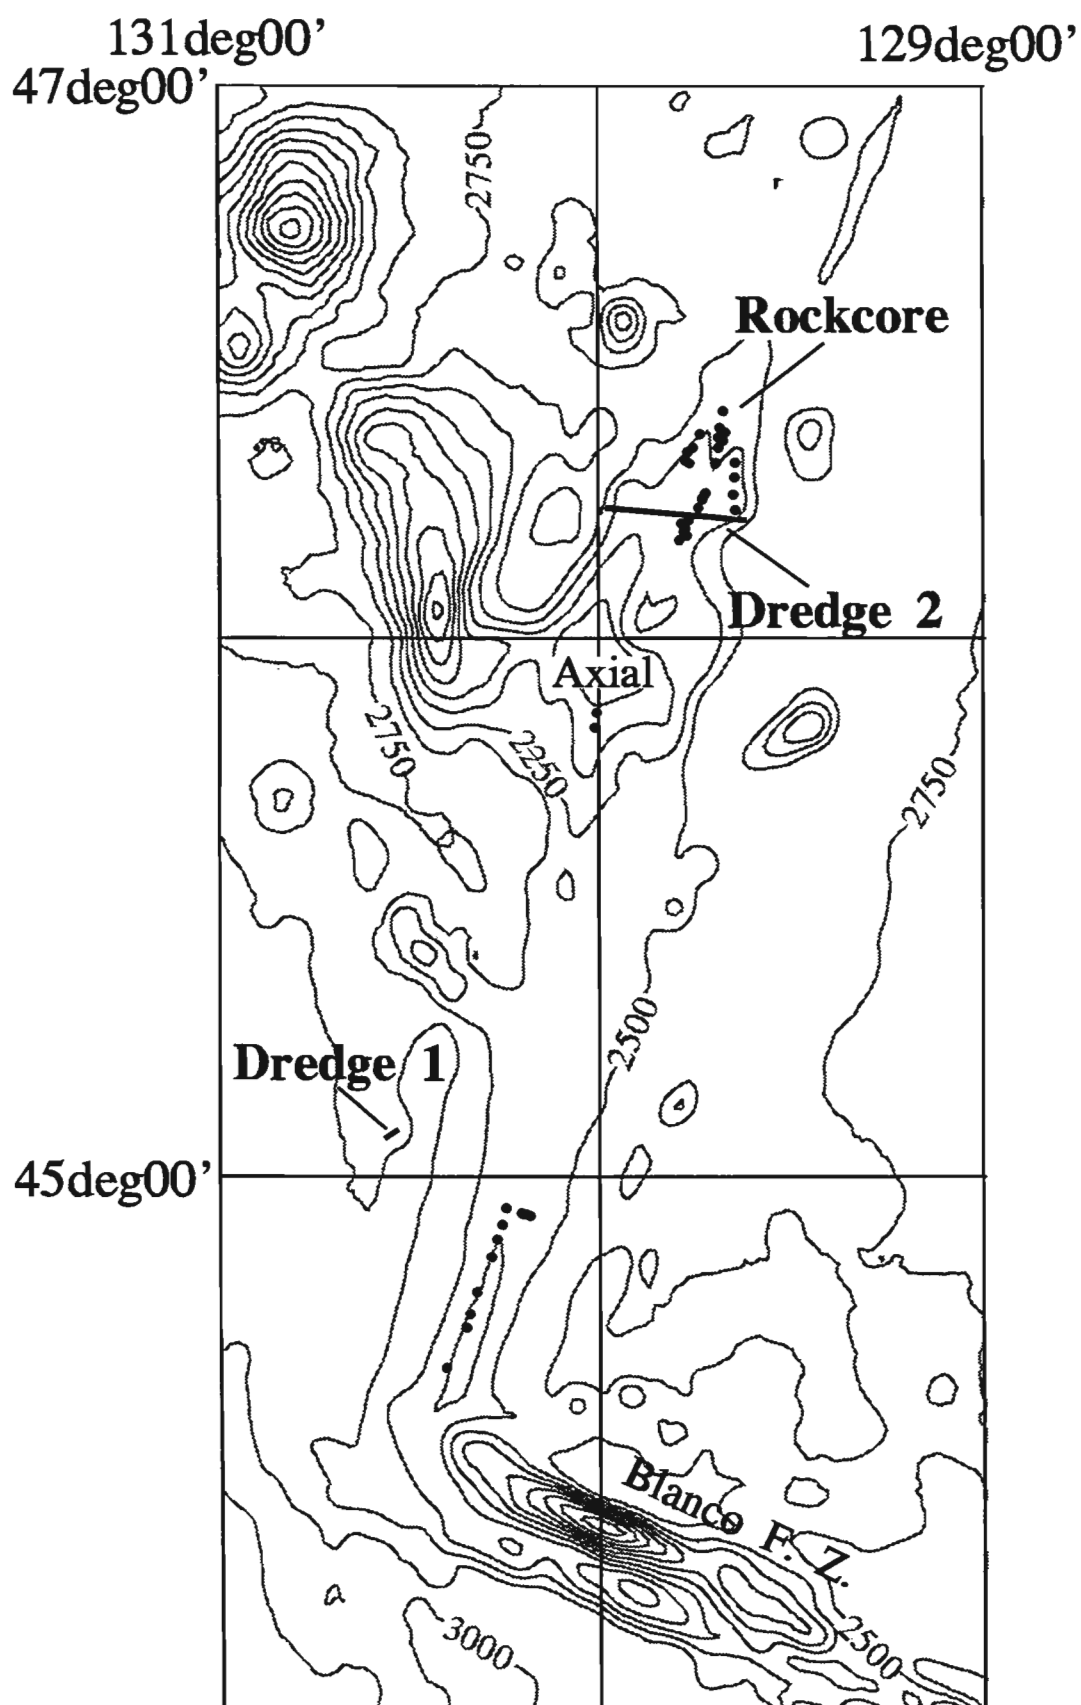 131deg00'
129deg00'
47deg00'
2750
Rockcore
Dredge 2
Axial
2750
2250
2750
2500
Dredge 1
45deg00'
Blanco F. Z.
2500
3000